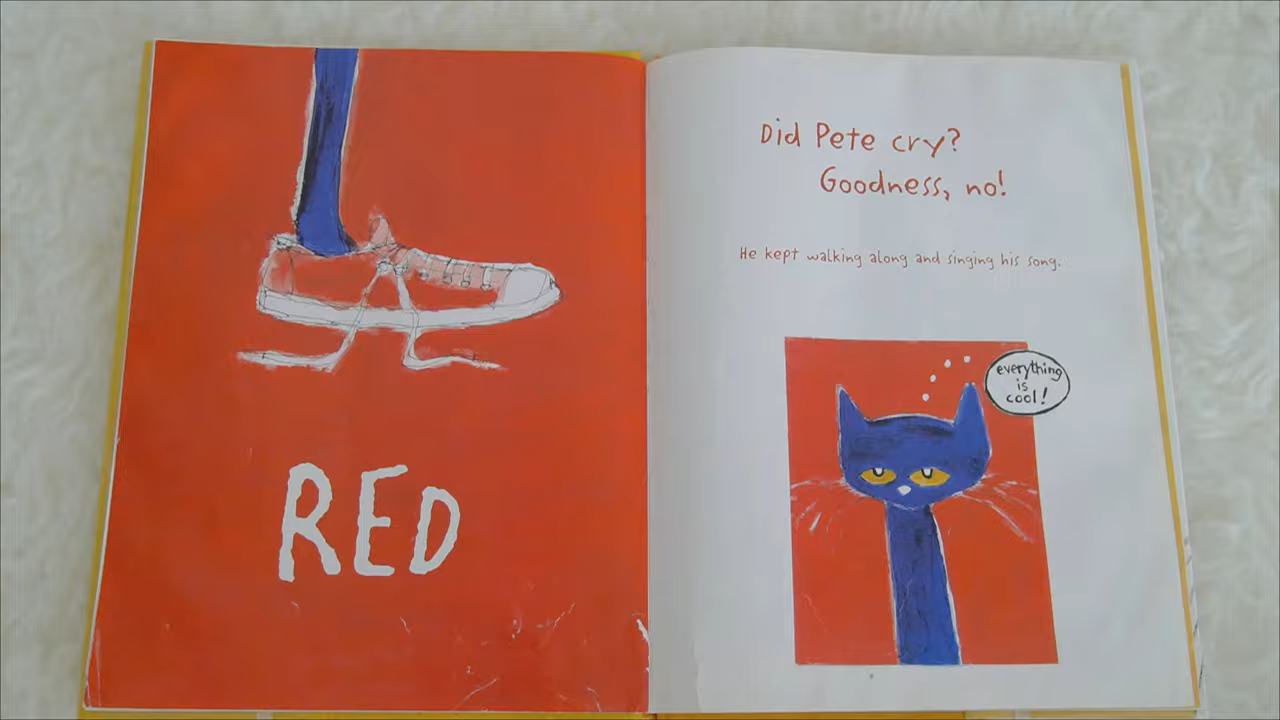 RED
Did Pete cry?
Goodness, no!
He kept walking along and singing his song.
everything
is
cool!